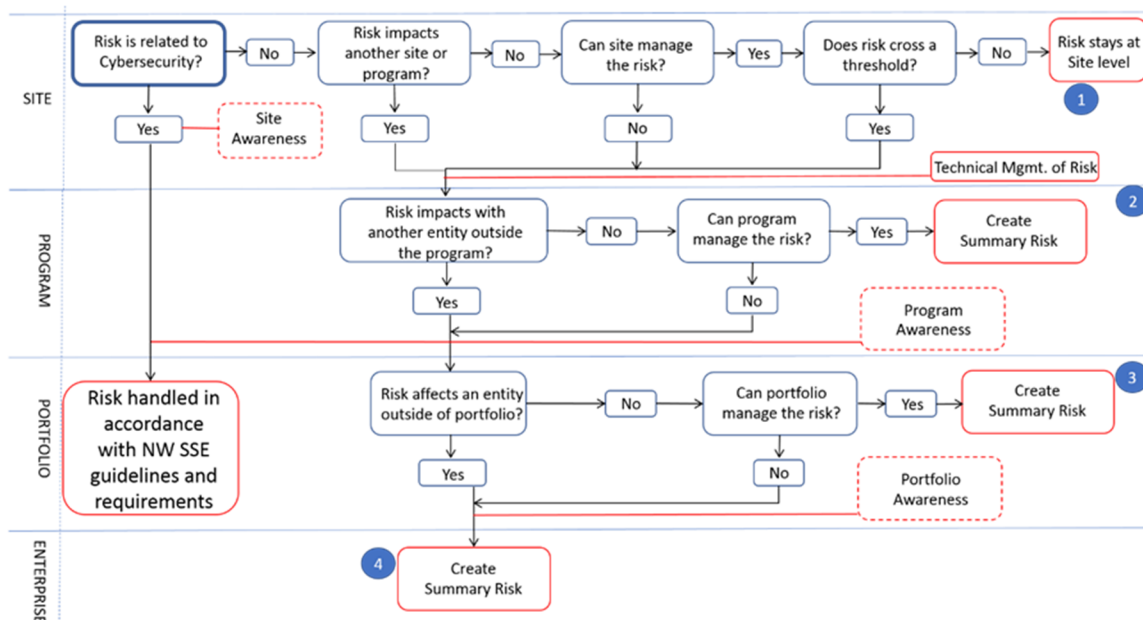 SITE
Risk is related to
Cybersecurity?
No
Risk impacts
another site or
program?
No
Can site manage
the risk?
Yes
Does risk cross a
threshold?
No
Risk stays at
Site level
1
Yes
Site
Awareness
Yes
No
Yes
Technical Mgmt. of Risk
PROGRAM
2
Risk impacts with
another entity outside
the program?
No
Can program
manage the risk?
Yes
Create
Summary Risk
Yes
No
Program
Awareness
PORTFOLIO
3
Risk handled in
accordance
with NW SSE
guidelines and
requirements
Risk affects an entity
outside of portfolio?
No
Can portfolio
manage the risk?
Yes
Create
Summary Risk
Yes
No
Portfolio
Awareness
ENTERPRISE
4
Create
Summary Risk